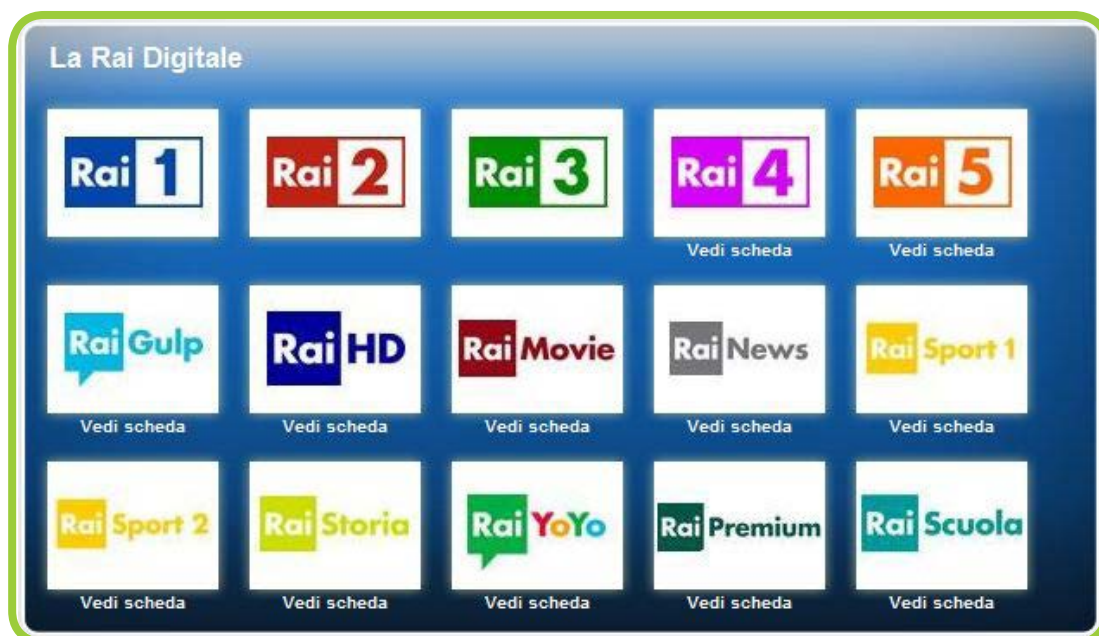 La Rai Digitale
Rai 1 Rai 2 Rai 3 Rai 4 Rai 5
Vedi scheda Vedi scheda
Rai Gulp Rai HD Rai Movie Rai News Rai Sport 1
Vedi scheda Vedi scheda Vedi scheda Vedi scheda Vedi scheda
Rai Sport 2 Rai Storia Rai YoYo Rai Premium Rai Scuola
Vedi scheda Vedi scheda Vedi scheda Vedi scheda Vedi scheda